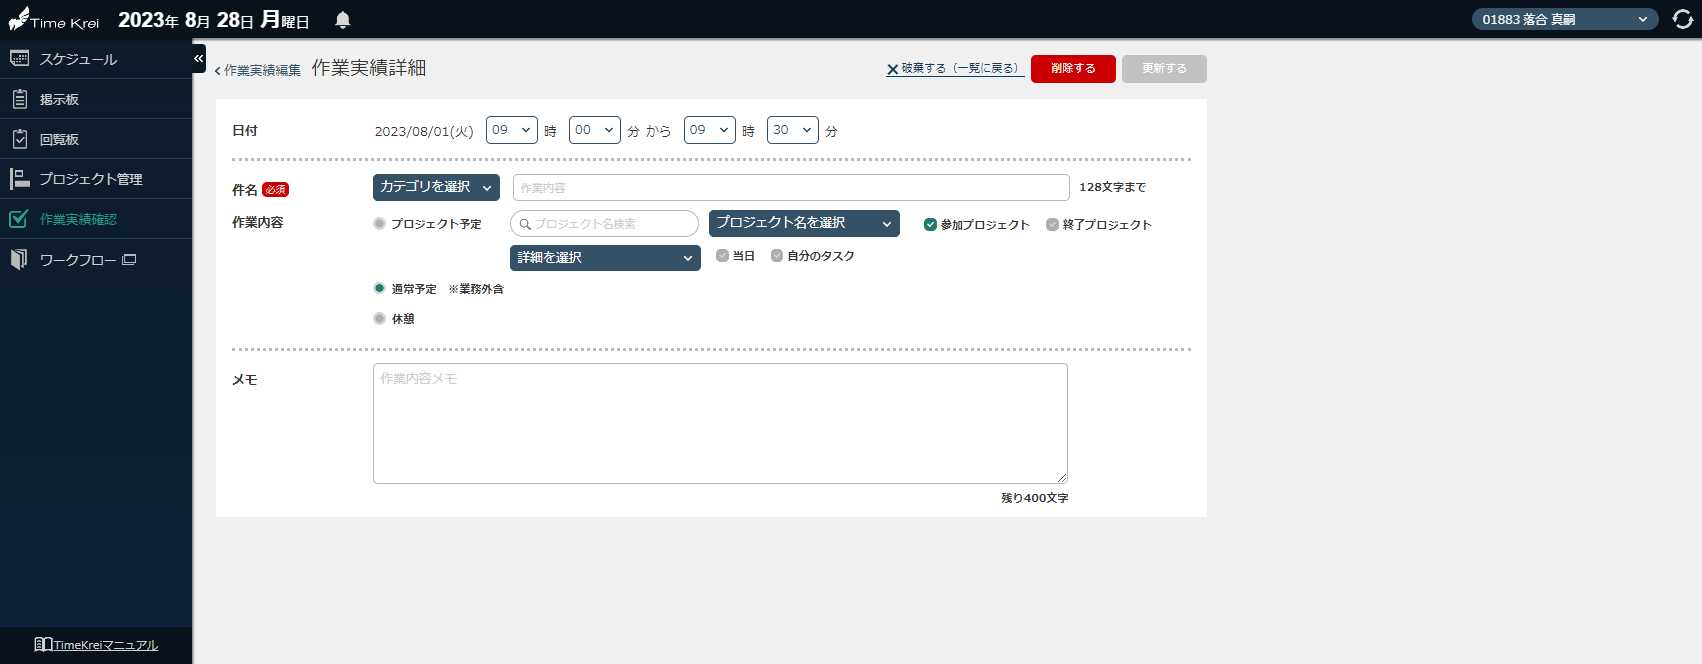 Time Krei 2023年 8月 28日 月曜日 01883 落合 真嗣
スケジュール
掲示板
回覧板
プロジェクト管理
作業実績確認
ワークフロー
TimeKreiマニュアル
«
作業実績編集 作業実績詳細 破棄する（一覧に戻る） 削除する 更新する
日付 2023/08/01(火) 09 時 00 分 から 09 時 30 分
件名 必須 カテゴリを選択 作業内容 128文字まで
作業内容 プロジェクト予定 プロジェクト名検索 プロジェクト名を選択 参加プロジェクト 終了プロジェクト
詳細を選択 当日 自分のタスク
通常予定 ※業務外含
休憩
メモ 作業内容メモ
残り400文字